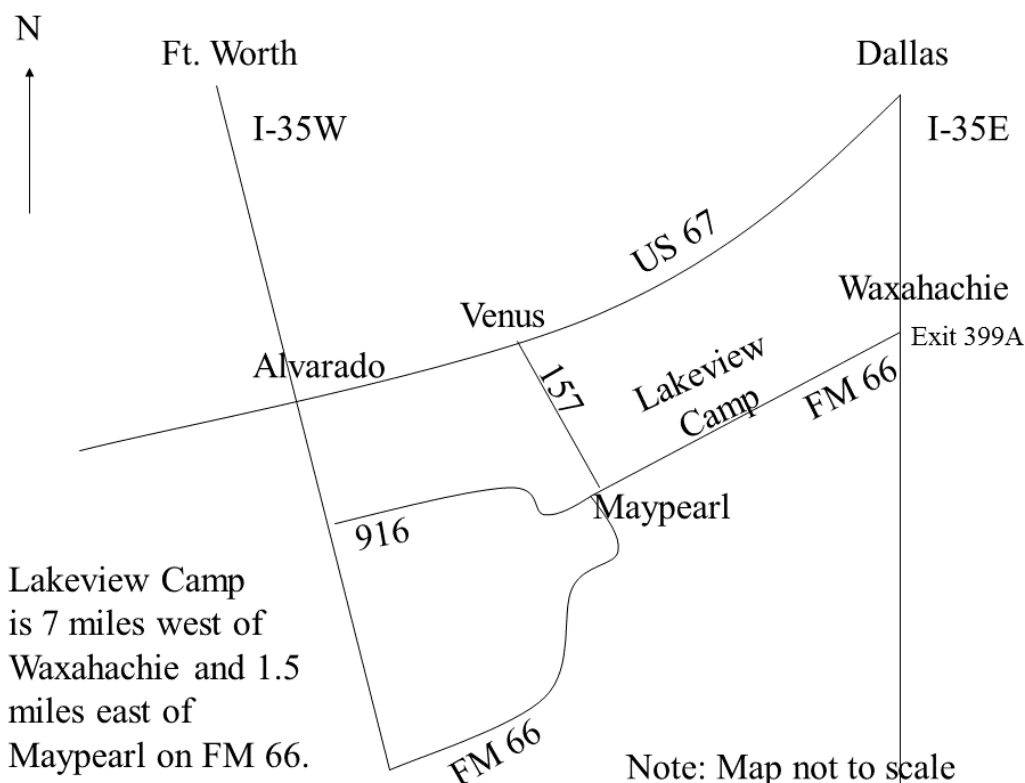 N
Ft. Worth
Dallas
I-35W
I-35E
US 67
Waxahachie
Venus
Exit 399A
Alvarado
157
Lakeview
Camp
FM 66
Maypearl
916
Lakeview Camp
is 7 miles west of
Waxahachie and 1.5
miles east of
Maypearl on FM 66.
FM 66
Note: Map not to scale